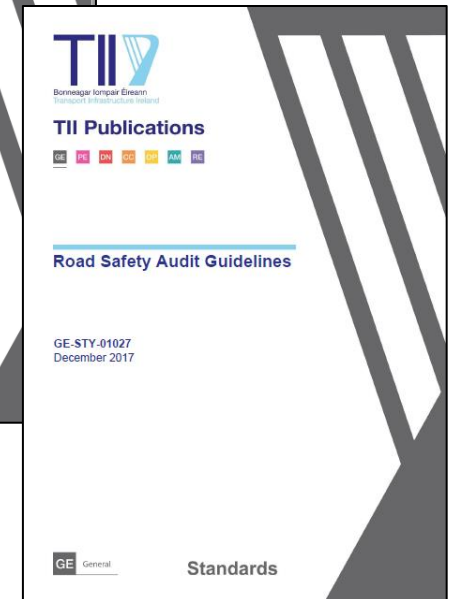 TII
Bonneagar Iompair Éireann
Transport Infrastructure Ireland
TII Publications
GE PE DN CC OP AM RE
Road Safety Audit Guidelines
GE-STY-01027
December 2017
GE General
Standards